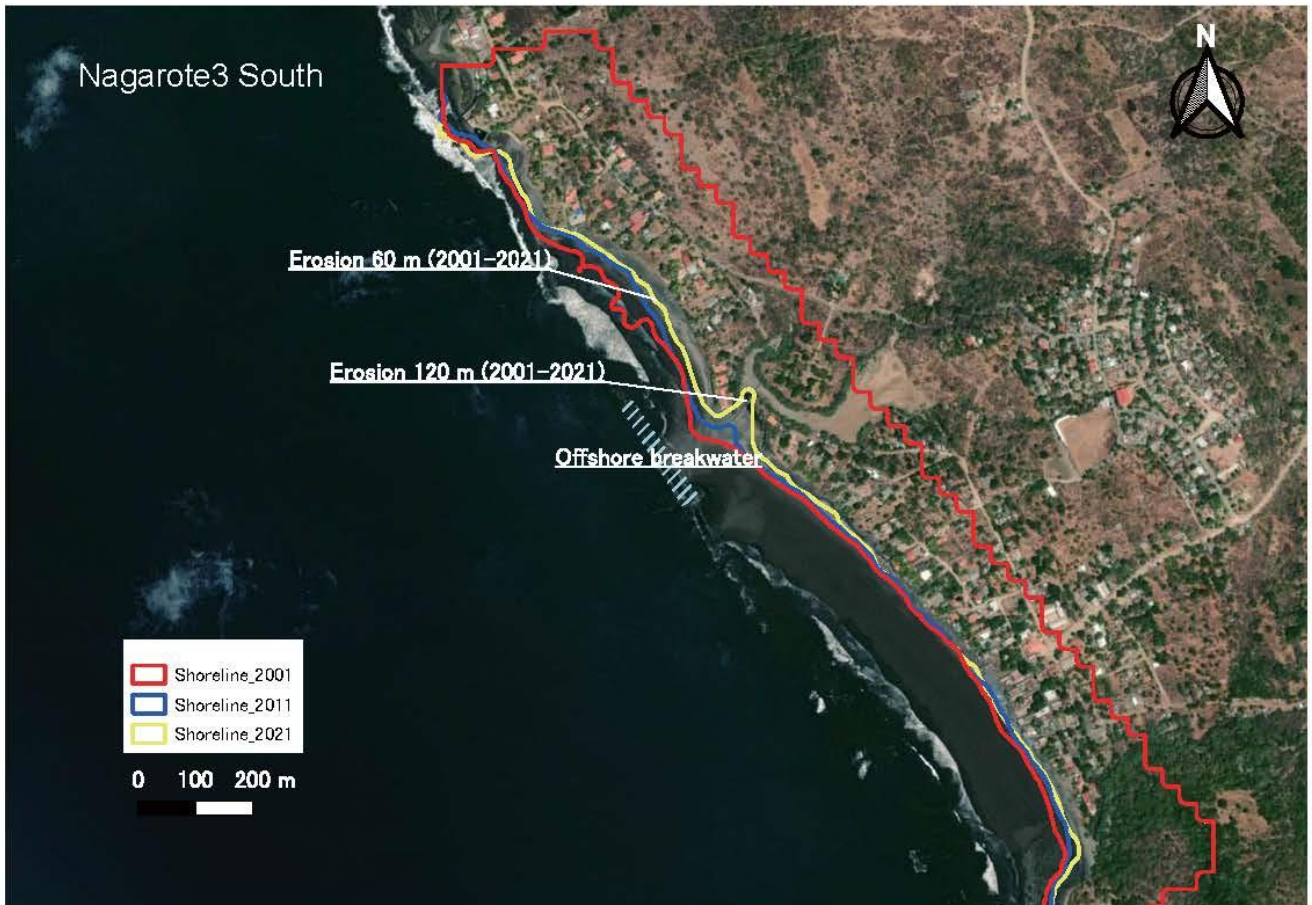 Nagarote3 South
N
Erosion 60 m (2001-2021)
Erosion 120 m (2001-2021)
Offshore breakwater
Shoreline_2001
Shoreline_2011
Shoreline_2021
0 100 200 m